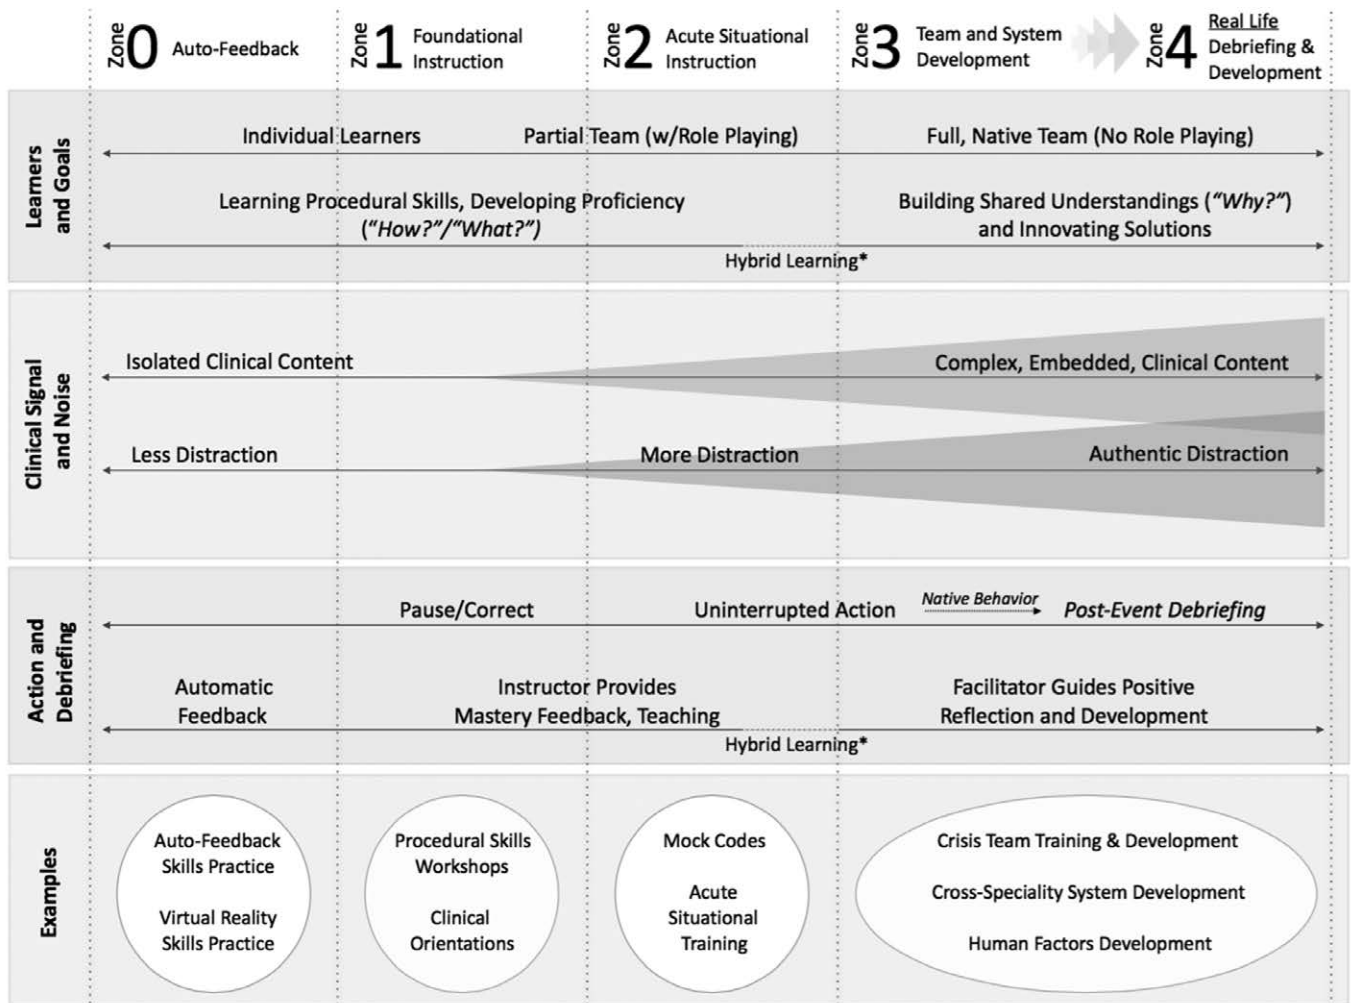 Zone 0 Auto-Feedback
Zone 1 Foundational
Instruction
Zone 2 Acute Situational
Instruction
Zone 3 Team and System
Development
Zone 4 Real Life
Debriefing &
Development
Learners
and Goals
Individual Learners
Partial Team (w/Role Playing)
Full, Native Team (No Role Playing)
Learning Procedural Skills, Developing Proficiency
(“How?”/“What?”)
Building Shared Understandings (“Why?”)
and Innovating Solutions
Hybrid Learning*
Clinical Signal
and Noise
Isolated Clinical Content
Complex, Embedded, Clinical Content
Less Distraction
More Distraction
Authentic Distraction
Action and
Debriefing
Pause/Correct
Uninterrupted Action
Native Behavior
Post-Event Debriefing
Automatic
Feedback
Instructor Provides
Mastery Feedback, Teaching
Facilitator Guides Positive
Reflection and Development
Hybrid Learning*
Examples
Auto-Feedback
Skills Practice
Virtual Reality
Skills Practice
Procedural Skills
Workshops
Clinical
Orientations
Mock Codes
Acute
Situational
Training
Crisis Team Training & Development
Cross-Speciality System Development
Human Factors Development